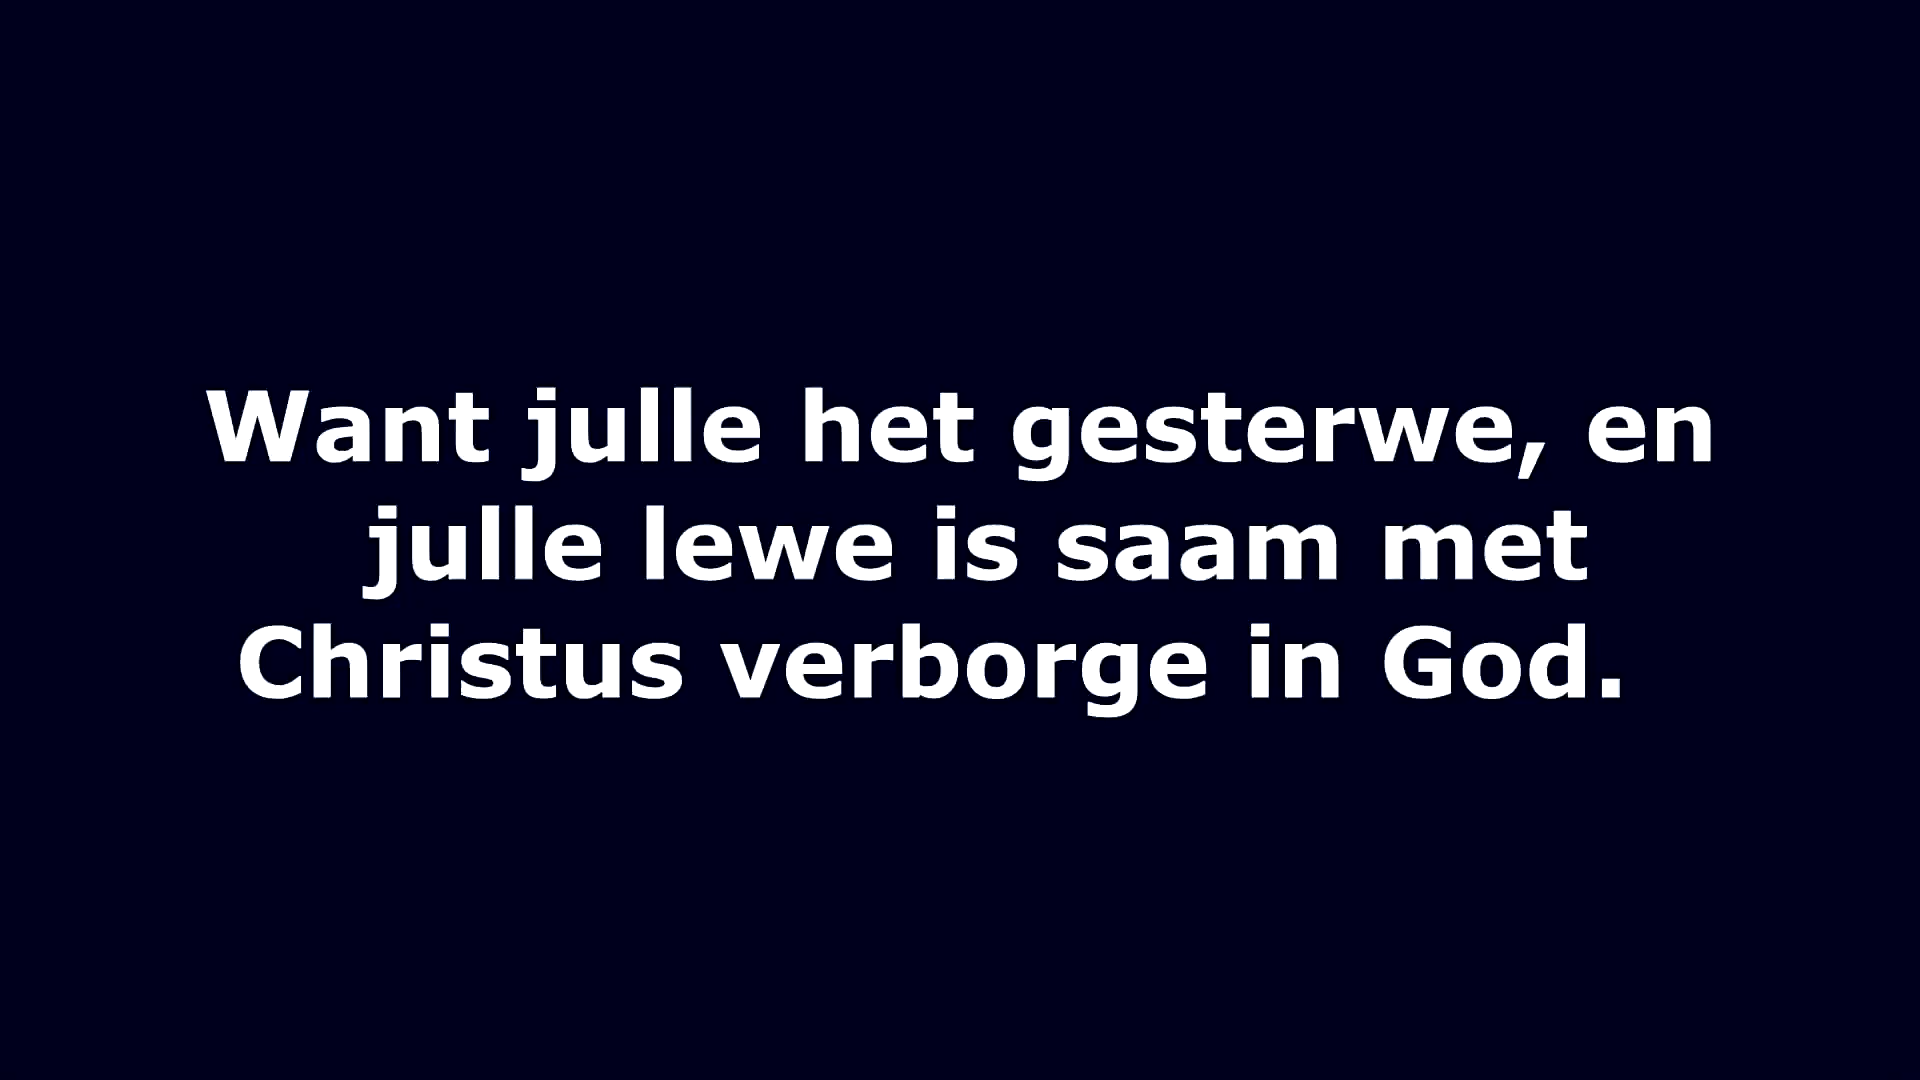 Want julle het gesterwe, en
julle lewe is saam met
Christus verborge in God.